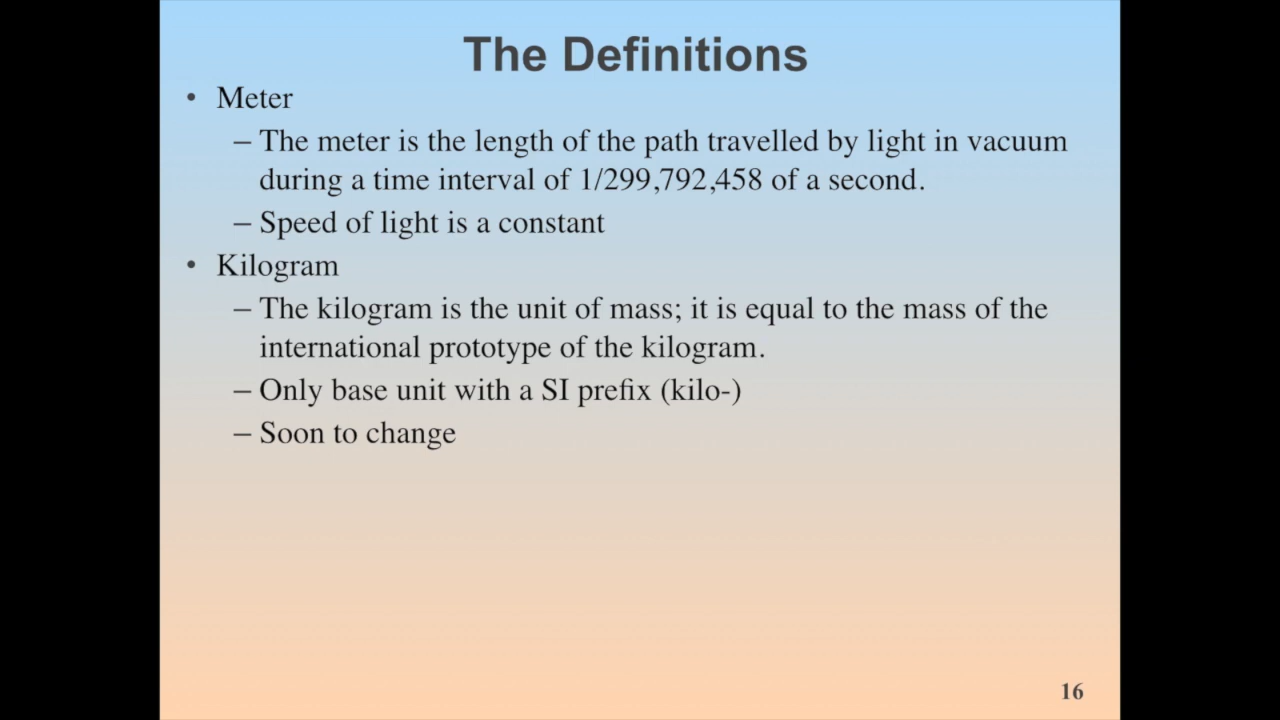 The Definitions
• Meter
– The meter is the length of the path travelled by light in vacuum
during a time interval of 1/299,792,458 of a second.
– Speed of light is a constant
• Kilogram
– The kilogram is the unit of mass; it is equal to the mass of the
international prototype of the kilogram.
– Only base unit with a SI prefix (kilo-)
– Soon to change
16